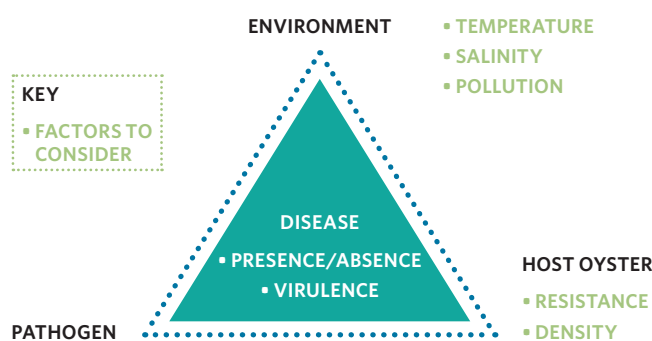 ENVIRONMENT
▪ TEMPERATURE
▪ SALINITY
▪ POLLUTION
KEY
▪ FACTORS TO
CONSIDER
DISEASE
▪ PRESENCE/ABSENCE
▪ VIRULENCE
HOST OYSTER
▪ RESISTANCE
▪ DENSITY
PATHOGEN